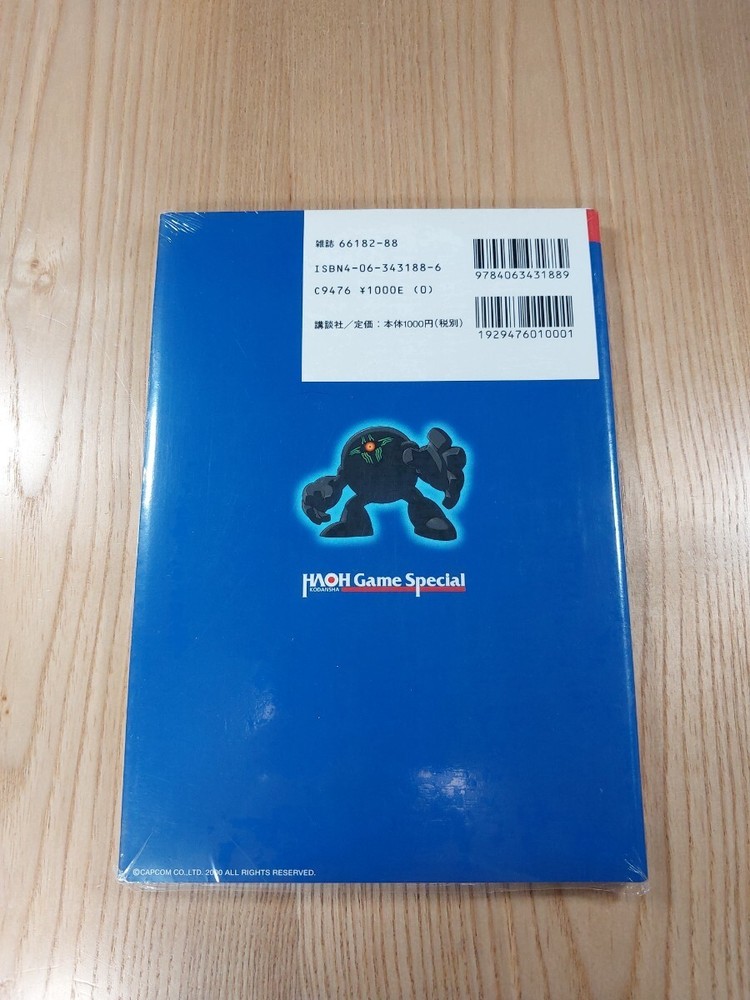 雑誌 66182-88
ISBN4-06-343188-6
C9476 ¥1000E (0)
講談社／定価：本体1000円(税別)
9784063431889
1929476010001
HAOH Game Special
KODANSHA
©CAPCOM CO.,LTD. 2000 ALL RIGHTS RESERVED.